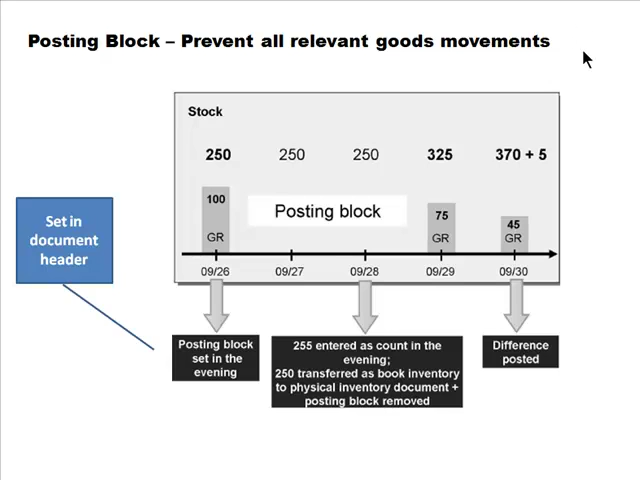 Posting Block – Prevent all relevant goods movements
Stock
250 250 250 325 370 + 5
100
GR
Posting block
75
GR
45
GR
09/26 09/27 09/28 09/29 09/30
Set in
document
header
Posting block
set in the
evening
255 entered as count in the
evening;
250 transferred as book inventory
to physical inventory document +
posting block removed
Difference
posted